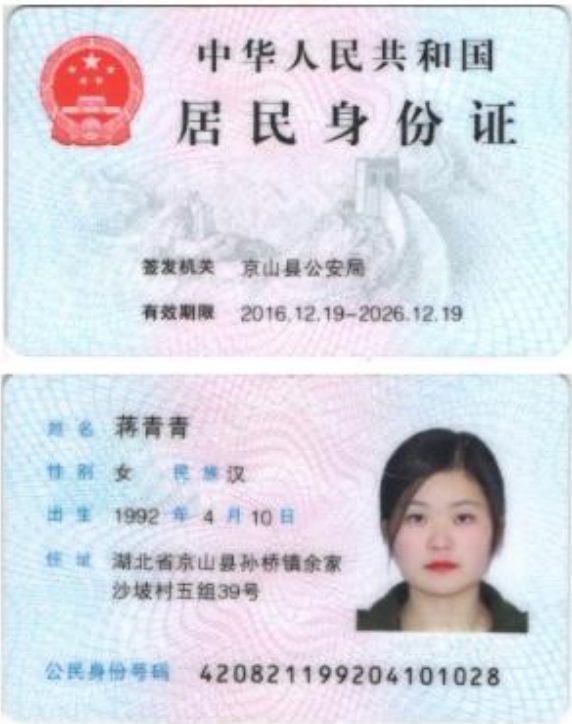 中华人民共和国
居民身份证
签发机关 京山县公安局
有效期限 2016.12.19-2026.12.19
姓名 蒋青青
性别 女 民族 汉
出生 1992 年 4 月 10 日
住址 湖北省京山县孙桥镇余家
沙坡村五组39号
公民身份号码 420821199204101028